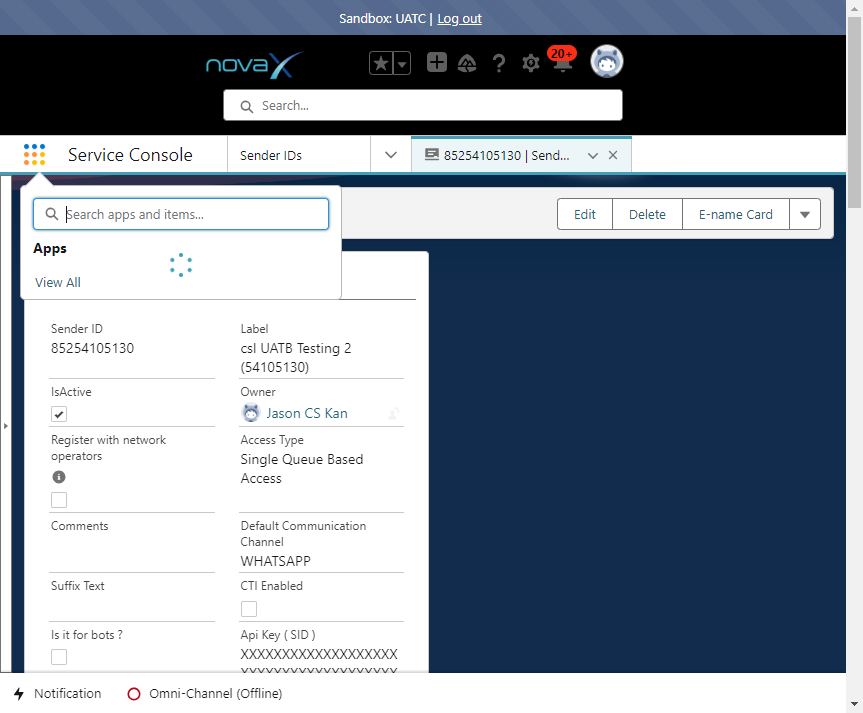 Sandbox: UATC | Log out
novaX
20+
Search...
Service Console
Sender IDs
85254105130 | Send...
Search apps and items...
Apps
View All
Edit
Delete
E-name Card
Sender ID
85254105130
Label
csl UATB Testing 2
(54105130)
IsActive
Owner
Jason CS Kan
Register with network
operators
Access Type
Single Queue Based
Access
Comments
Default Communication
Channel
WHATSAPP
Suffix Text
CTI Enabled
Is it for bots ?
Api Key ( SID )
XXXXXXXXXXXXXXXXXXX
XXXXXXXXXXXXXXXXXXX
Notification
Omni-Channel (Offline)